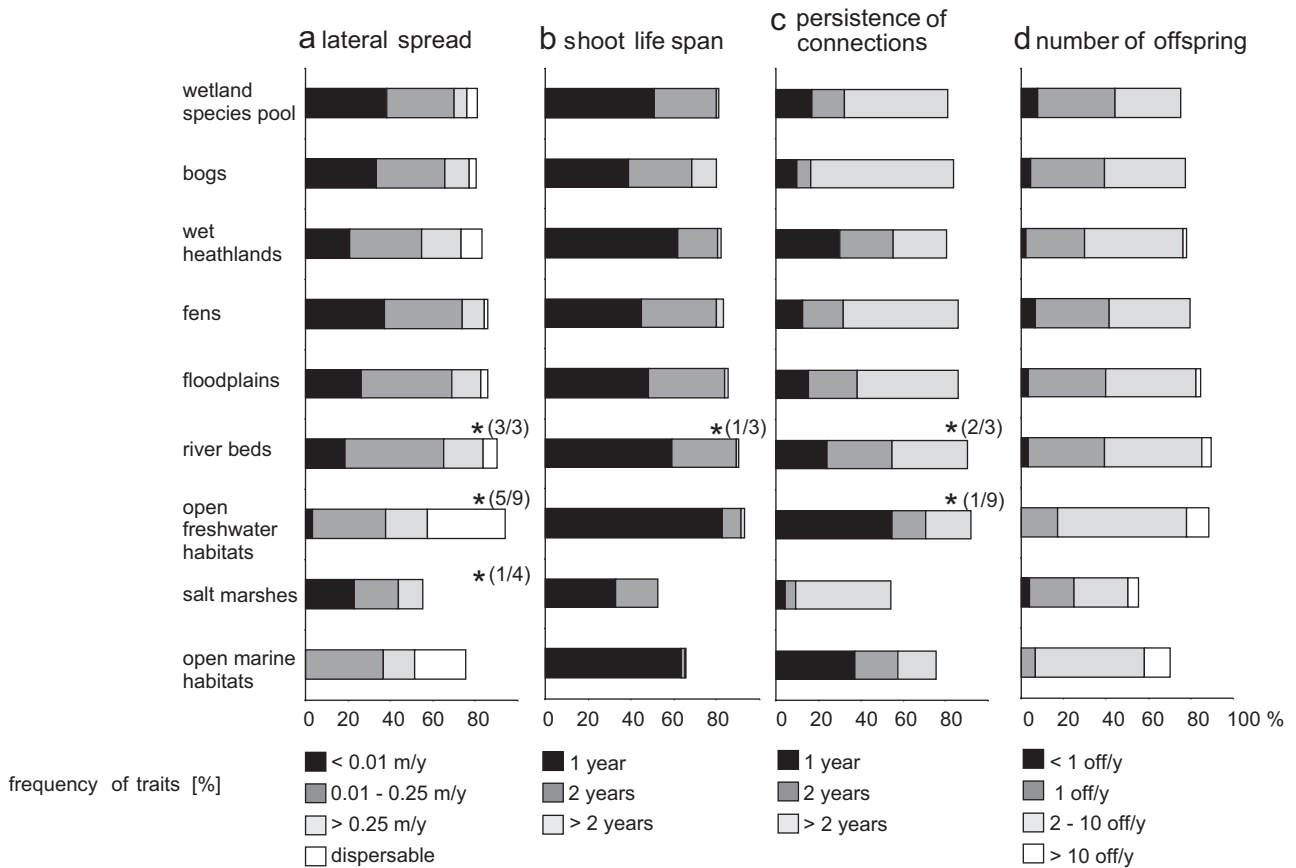 a lateral spread
b shoot life span
c persistence of
connections
d number of offspring
wetland
species pool
bogs
wet
heathlands
fens
floodplains
river beds
* (3/3)
* (1/3)
* (2/3)
open
freshwater
habitats
* (5/9)
* (1/9)
salt marshes
* (1/4)
open marine
habitats
0 20 40 60 80
0 20 40 60 80
0 20 40 60 80
0 20 40 60 80 100 %
frequency of traits [%]
< 0.01 m/y
0.01 - 0.25 m/y
> 0.25 m/y
dispersable
1 year
2 years
> 2 years
1 year
2 years
> 2 years
< 1 off/y
1 off/y
2 - 10 off/y
> 10 off/y